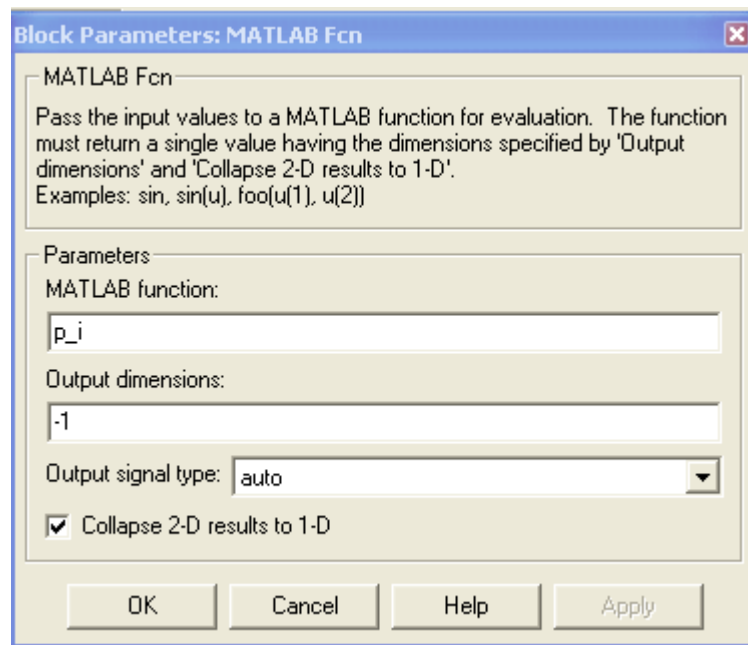 Block Parameters: MATLAB Fcn
MATLAB Fcn
Pass the input values to a MATLAB function for evaluation.  The function
must return a single value having the dimensions specified by 'Output
dimensions' and 'Collapse 2-D results to 1-D'.
Examples: sin, sin(u), foo(u(1), u(2))
Parameters
MATLAB function:
p_i
Output dimensions:
-1
Output signal type: auto
Collapse 2-D results to 1-D
OK Cancel Help Apply